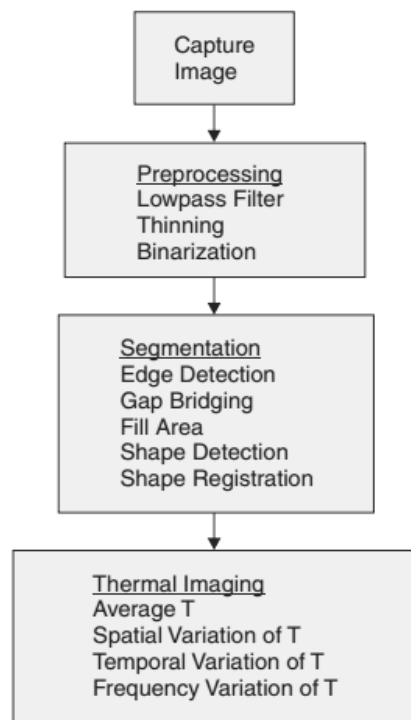 Capture
Image
Preprocessing
Lowpass Filter
Thinning
Binarization
Segmentation
Edge Detection
Gap Bridging
Fill Area
Shape Detection
Shape Registration
Thermal Imaging
Average T
Spatial Variation of T
Temporal Variation of T
Frequency Variation of T